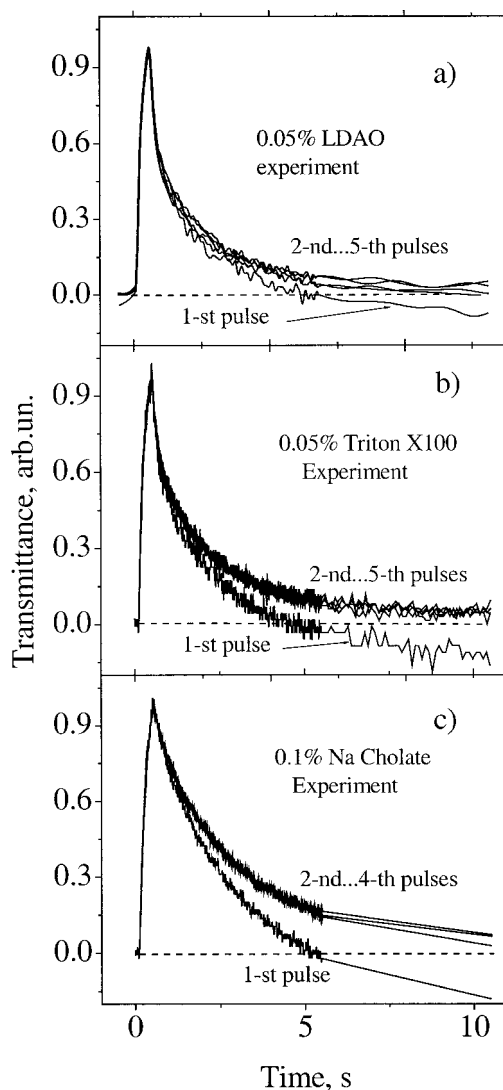 a)
0.9
0.05% LDAO
experiment
0.6
0.3
2-nd...5-th pulses
0.0
1-st pulse
b)
0.9
0.05% Triton X100
Experiment
0.6
0.3
2-nd...5-th pulses
0.0
1-st pulse
Transmittance, arb.un.
c)
0.9
0.1% Na Cholate
Experiment
0.6
0.3
2-nd...4-th pulses
0.0
1-st pulse
0 5 10
Time, s